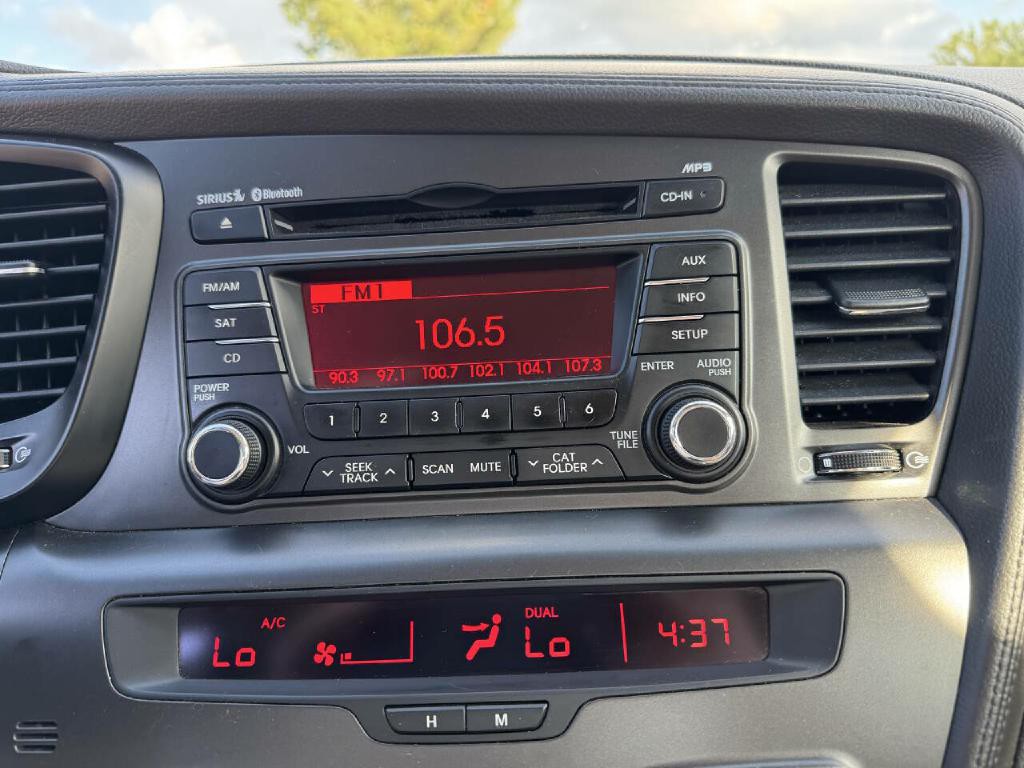 MP3
SIRIUS Bluetooth
CD-IN
FM/AM
SAT
CD
POWER
PUSH
VOL
FM1
ST
106.5
90.3 97.1 100.7 102.1 104.1 107.3
AUX
INFO
SETUP
ENTER
AUDIO
PUSH
TUNE
FILE
1 2 3 4 5 6
SEEK
TRACK
SCAN MUTE
CAT
FOLDER
A/C
Lo
DUAL
Lo
4:37
H M